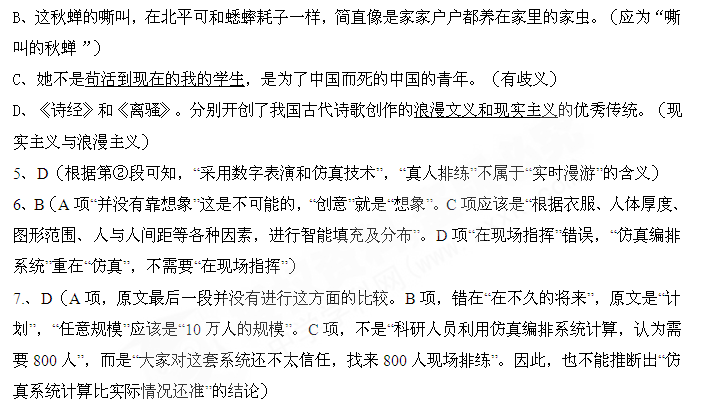 B、这秋蝉的嘶叫，在北平可和蟋蟀耗子一样，简直像是家家户户都养在家里的家虫。（应为“嘶
叫的秋蝉 ”）
C、她不是苟活到现在的我的学生，是为了中国而死的中国的青年。（有歧义）
D、《诗经》和《离骚》。分别开创了我国古代诗歌创作的浪漫文义和现实主义的优秀传统。（现
实主义与浪漫主义）
5、D（根据第②段可知，“采用数字表演和仿真技术”，“真人排练”不属于“实时漫游”的含义）
6、B（A 项“并没有靠想象”这是不可能的，“创意”就是“想象”。C 项应该是“根据衣服、人体厚度、
图形范围、人与人间距等各种因素，进行智能填充及分布”。D 项“在现场指挥”错误，“仿真编排
系统”重在“仿真”，不需要“在现场指挥”）
7.、D（A 项，原文最后一段并没有进行这方面的比较。B 项，错在“在不久的将来”，原文是“计
划”，“任意规模”应该是“10 万人的规模”。C 项，不是“科研人员利用仿真编排系统计算，认为需
要 800 人”，而是“大家对这套系统还不太信任，找来 800 人现场排练”。因此，也不能推断出“仿
真系统计算比实际情况还准”的结论）